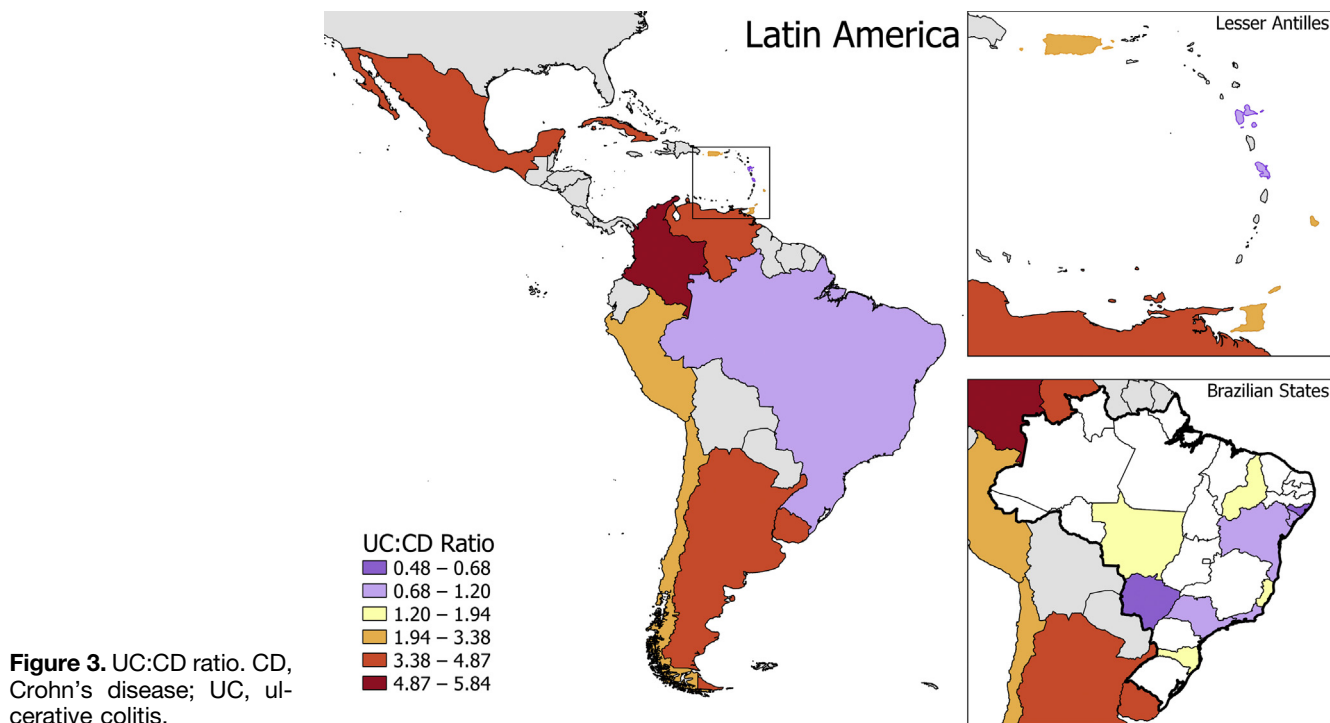 Latin America
Lesser Antilles
Brazilian States
UC:CD Ratio
0.48 – 0.68
0.68 – 1.20
1.20 – 1.94
1.94 – 3.38
3.38 – 4.87
4.87 – 5.84
Figure 3. UC:CD ratio. CD,
Crohn's disease; UC, ul-
cerative colitis.